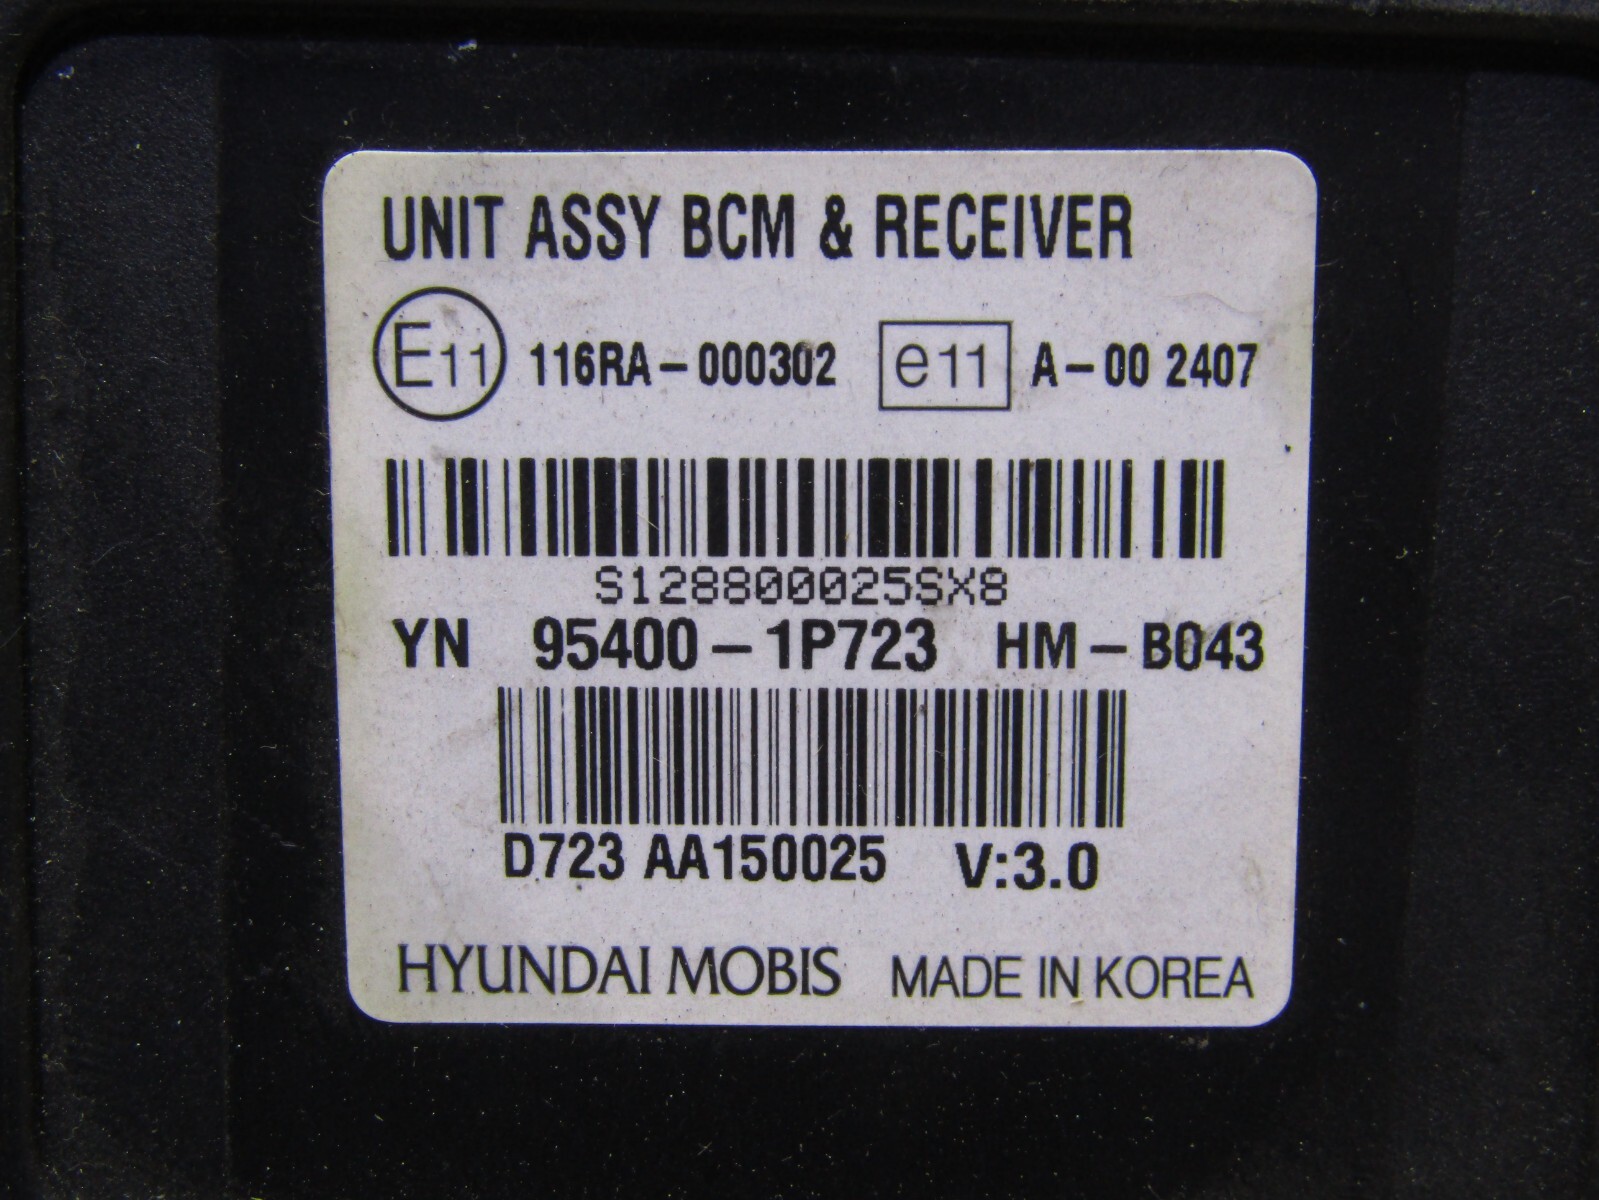 UNIT ASSY BCM & RECEIVER
E11 116RA-000302 e11 A-00 2407
S128800025SX8
YN 95400-1P723 HM-B043
D723 AA150025 V:3.0
HYUNDAI MOBIS MADE IN KOREA